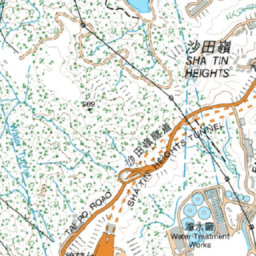 沙田嶺
SHA TIN
HEIGHTS
509
沙田嶺隧道
SHA TIN HEIGHTS TUNNEL
TAI PO ROAD
濾水廠
Water Treatment
Works